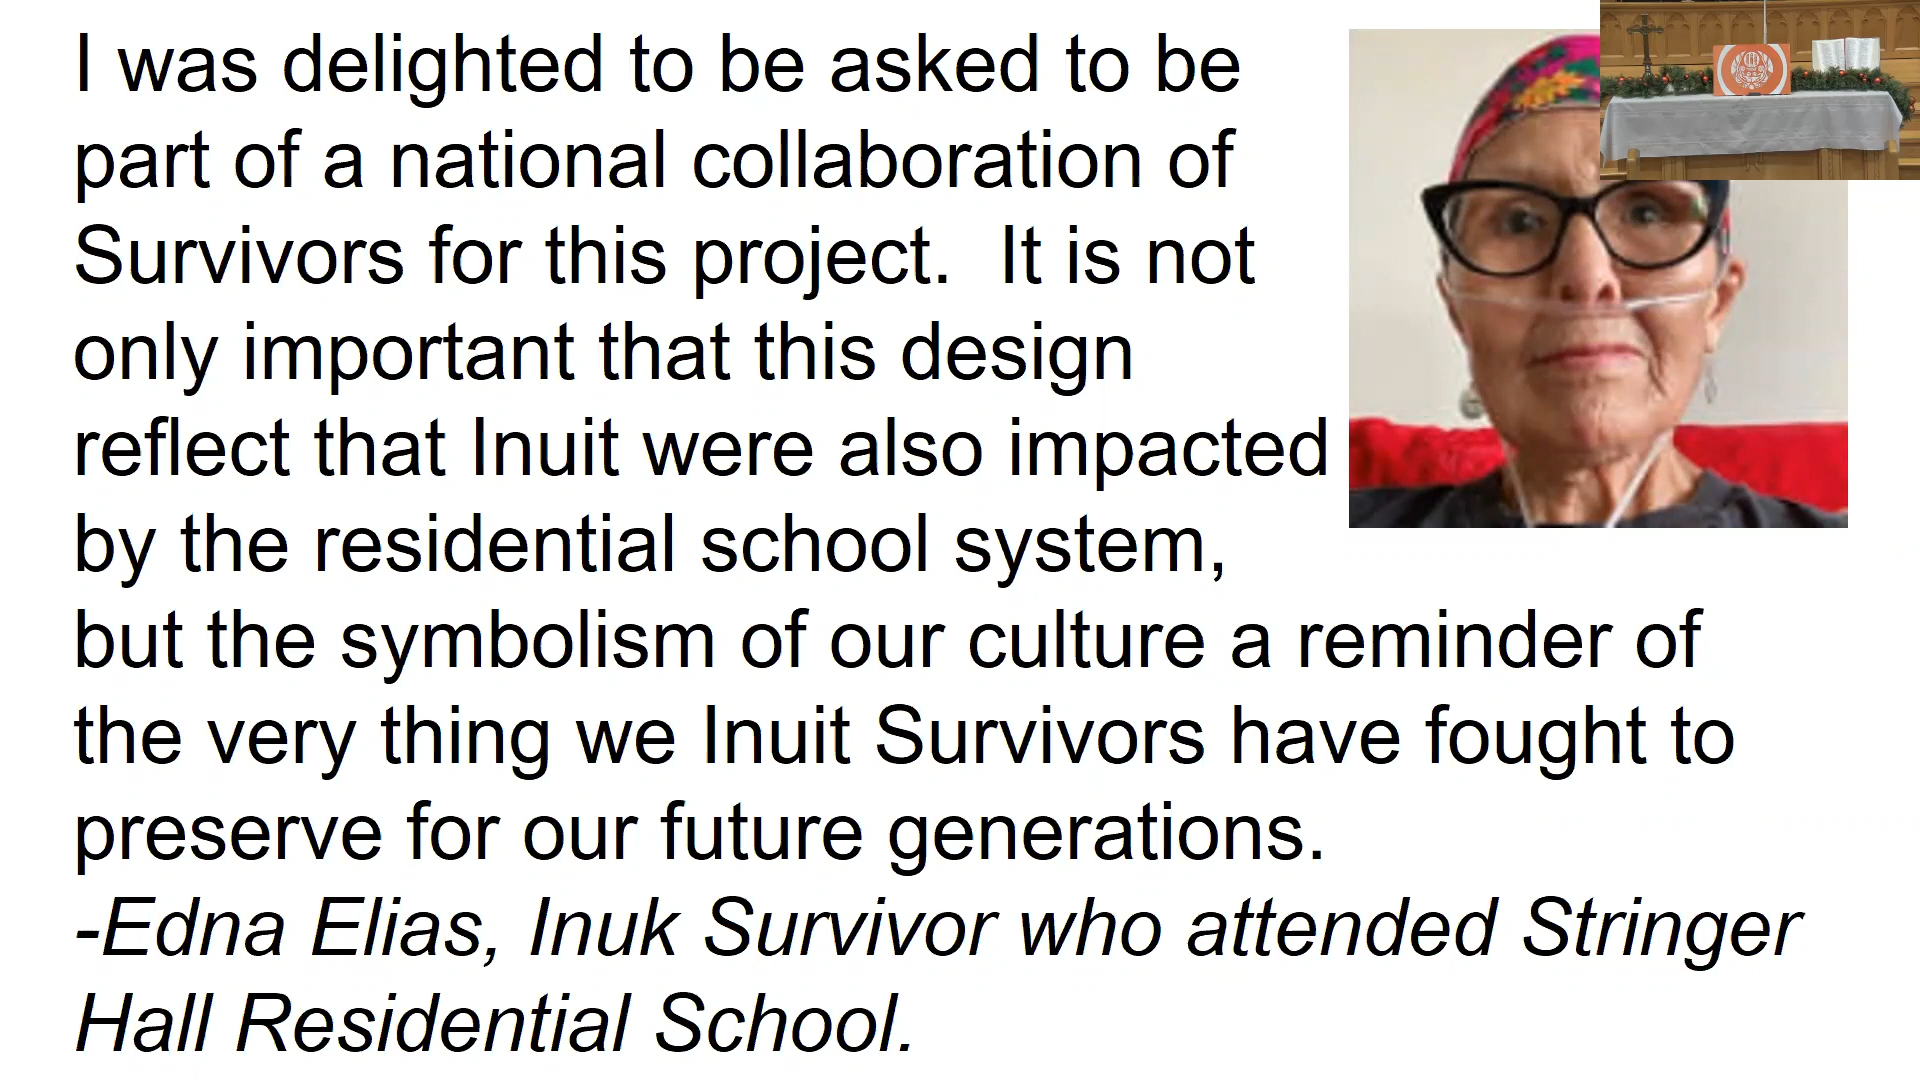 I was delighted to be asked to be
part of a national collaboration of
Survivors for this project.  It is not
only important that this design
reflect that Inuit were also impacted
by the residential school system,
but the symbolism of our culture a reminder of
the very thing we Inuit Survivors have fought to
preserve for our future generations.
-Edna Elias, Inuk Survivor who attended Stringer
Hall Residential School.